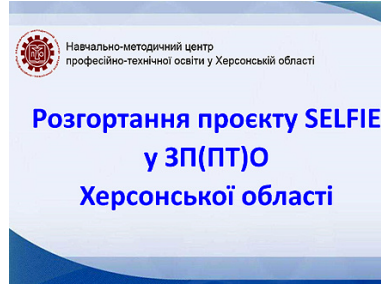 Навчально-методичний центр
професійно-технічної освіти у Херсонській області
Розгортання проєкту SELFIE
у ЗП(ПТ)О
Херсонської області